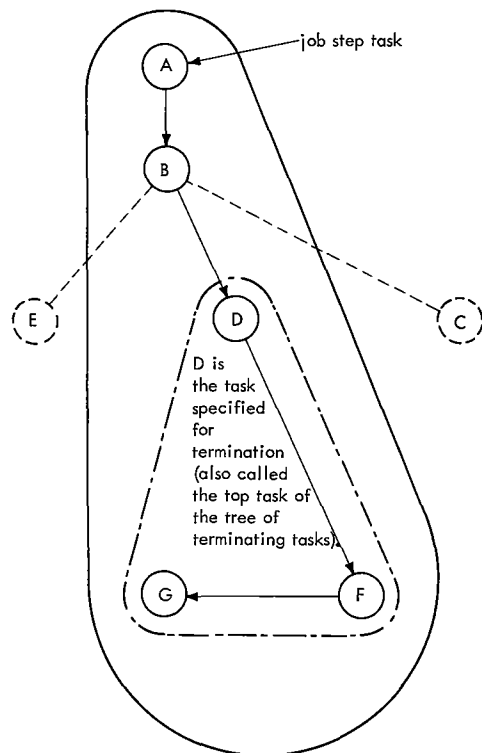 job step task
A
B
E
C
D
D is
the task
specified
for
termination
(also called
the top task of
the tree of
terminating tasks).
G
F